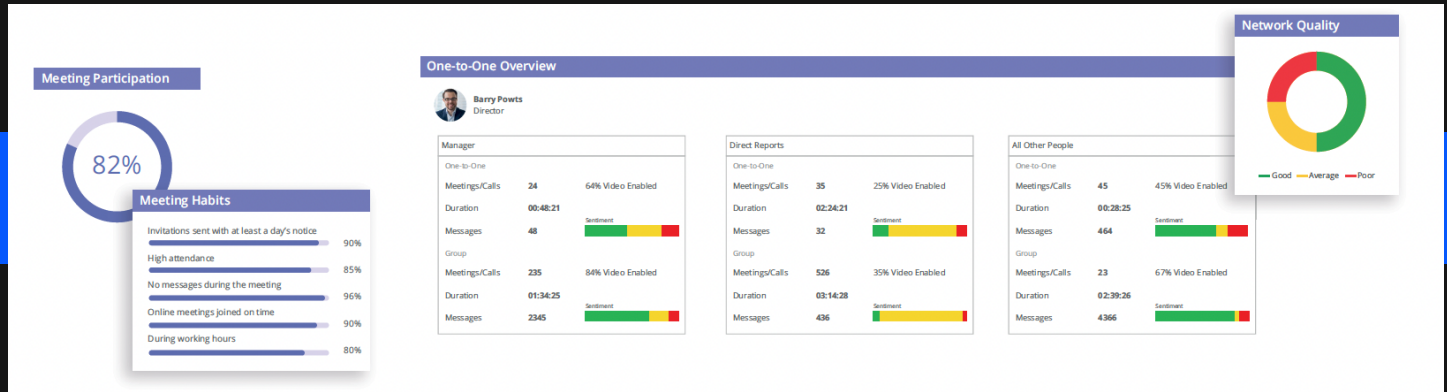 Meeting Participation
82%
Meeting Habits
Invitations sent with at least a day's notice
90%
High attendance
85%
No messages during the meeting
96%
Online meetings joined on time
90%
During working hours
80%
One-to-One Overview
Barry Powts
Director
Manager
One-to-One
Meetings/Calls 24 64% Video Enabled
Duration 00:48:21
Sentiment
Messages 48
Group
Meetings/Calls 235 84% Video Enabled
Duration 01:34:25
Sentiment
Messages 2345
Direct Reports
One-to-One
Meetings/Calls 35 25% Video Enabled
Duration 02:24:21
Sentiment
Messages 32
Group
Meetings/Calls 526 35% Video Enabled
Duration 03:14:28
Sentiment
Messages 436
All Other People
One-to-One
Meetings/Calls 45 45% Video Enabled
Duration 00:28:25
Sentiment
Messages 464
Group
Meetings/Calls 23 67% Video Enabled
Duration 02:39:26
Sentiment
Messages 4366
Network Quality
Good Average Poor